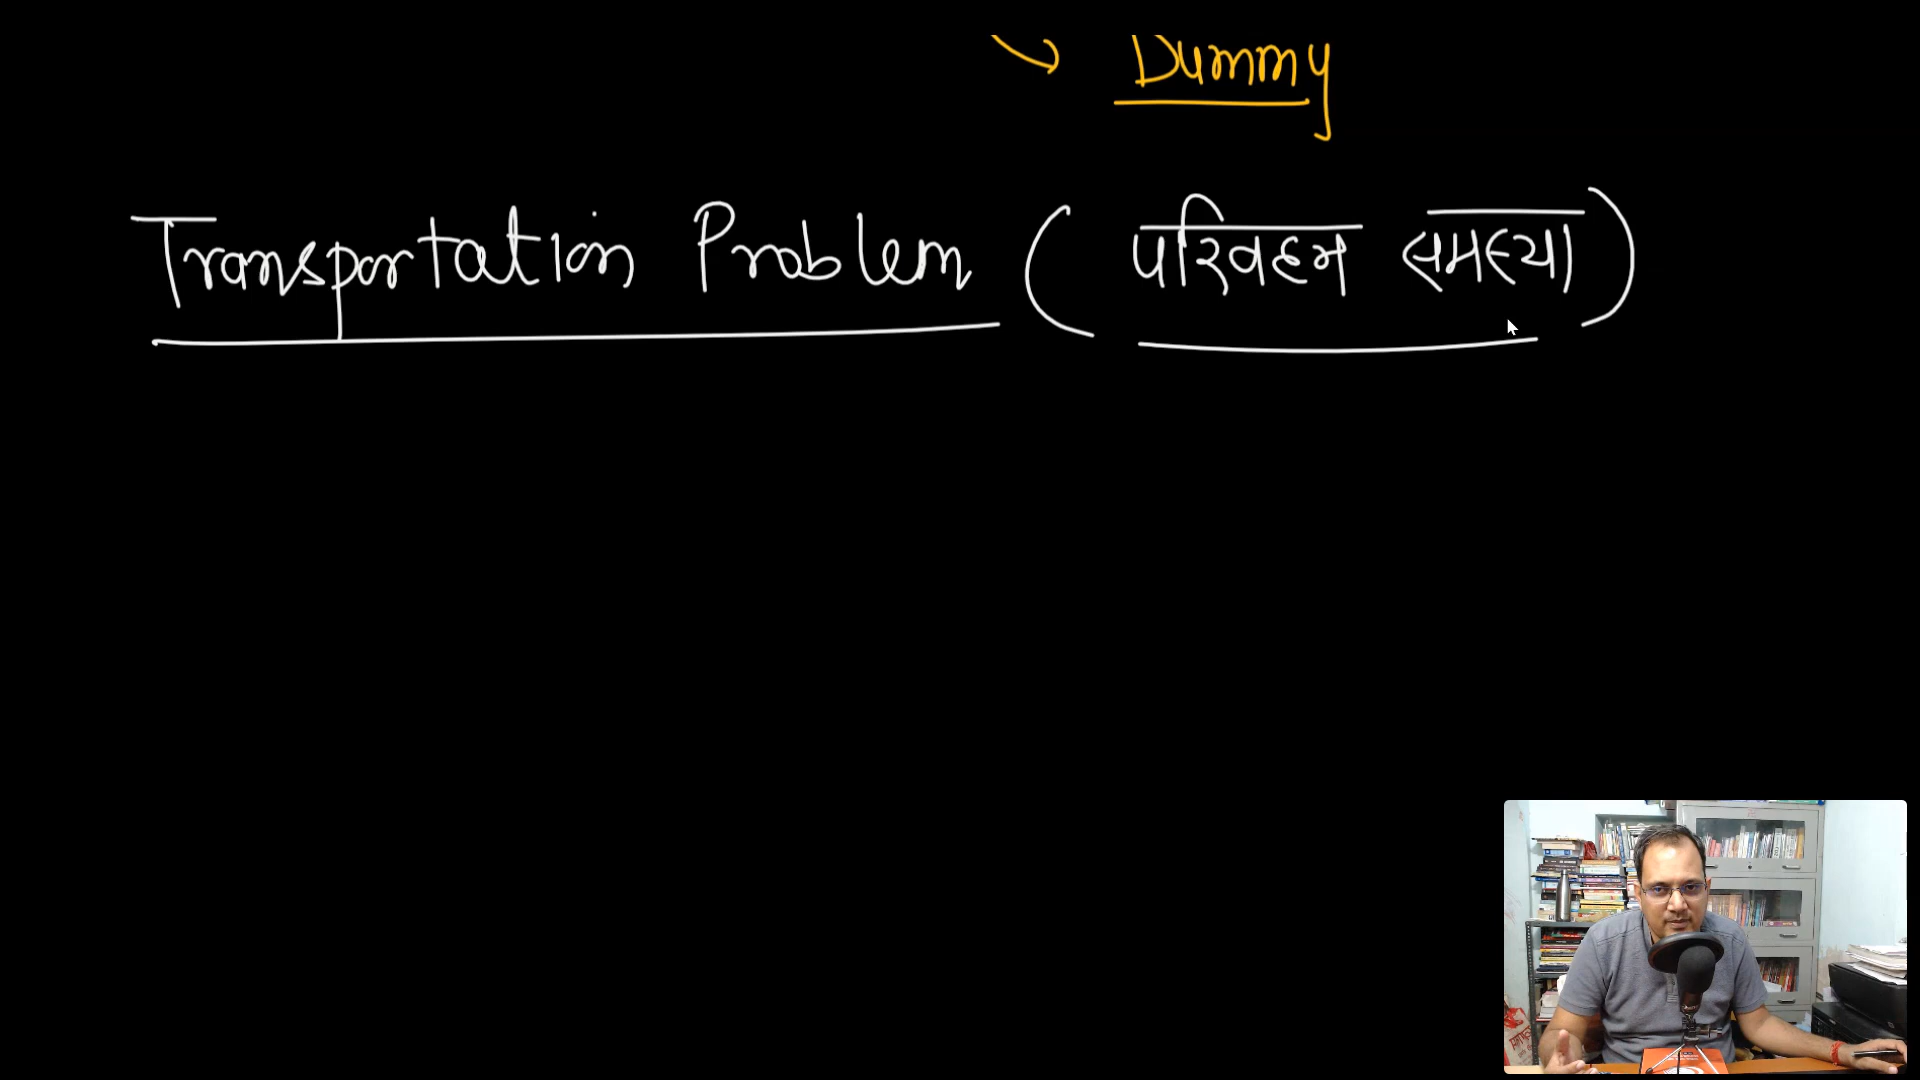 Dummy
Transportation Problem ( परिवहन समस्या )